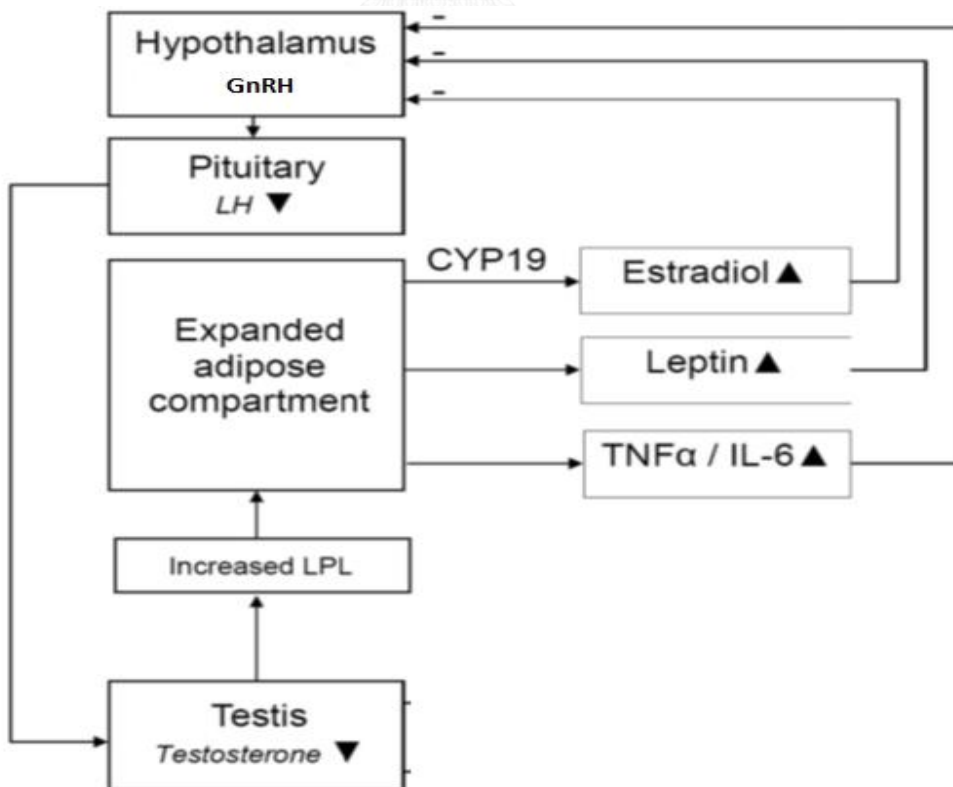 Hypothalamus
GnRH
Pituitary
LH ▼
CYP19
Estradiol ▲
Expanded
adipose
compartment
Leptin ▲
TNFα / IL-6 ▲
Increased LPL
Testis
Testosterone ▼
-
-
-